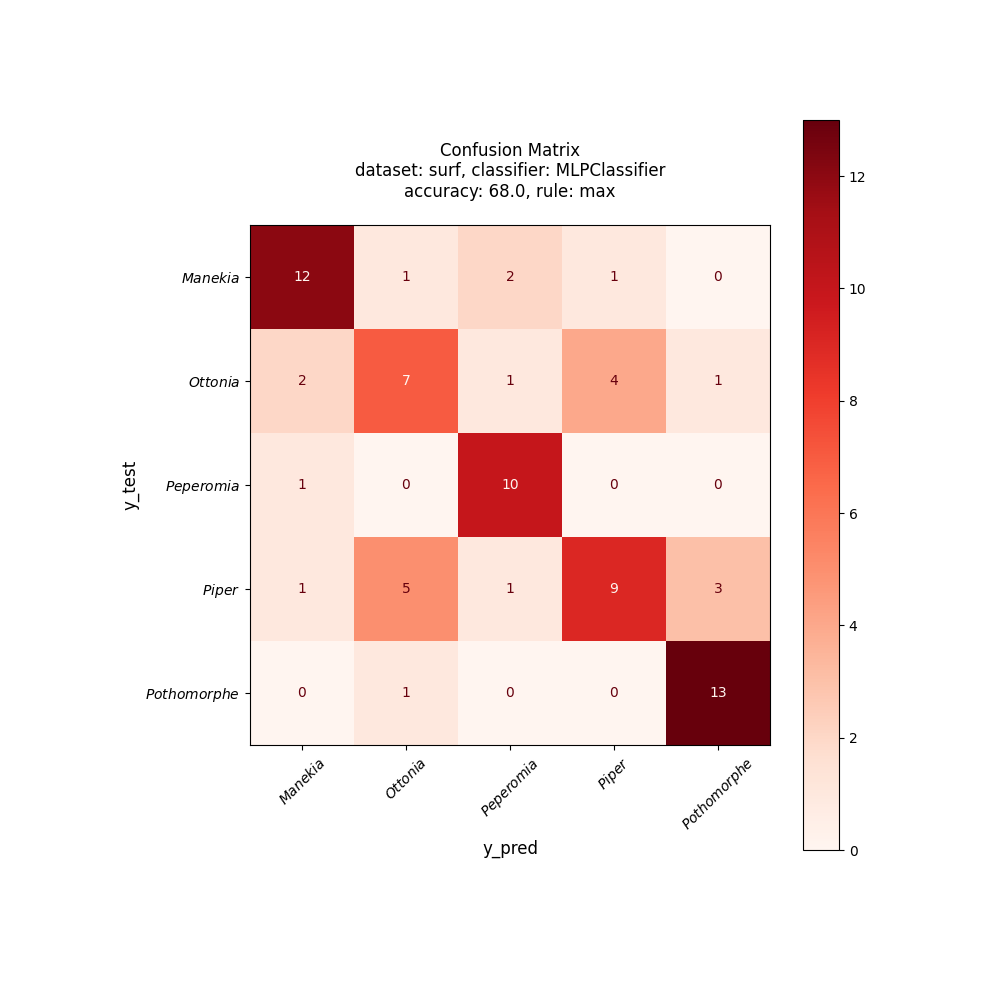 Confusion Matrix
dataset: surf, classifier: MLPClassifier
accuracy: 68.0, rule: max
Manekia 12 1 2 1 0
Ottonia 2 7 1 4 1
Peperomia 1 0 10 0 0
Piper 1 5 1 9 3
Pothomorphe 0 1 0 0 13
y_test
Manekia Ottonia Peperomia Piper Pothomorphe
y_pred
12
10
8
6
4
2
0